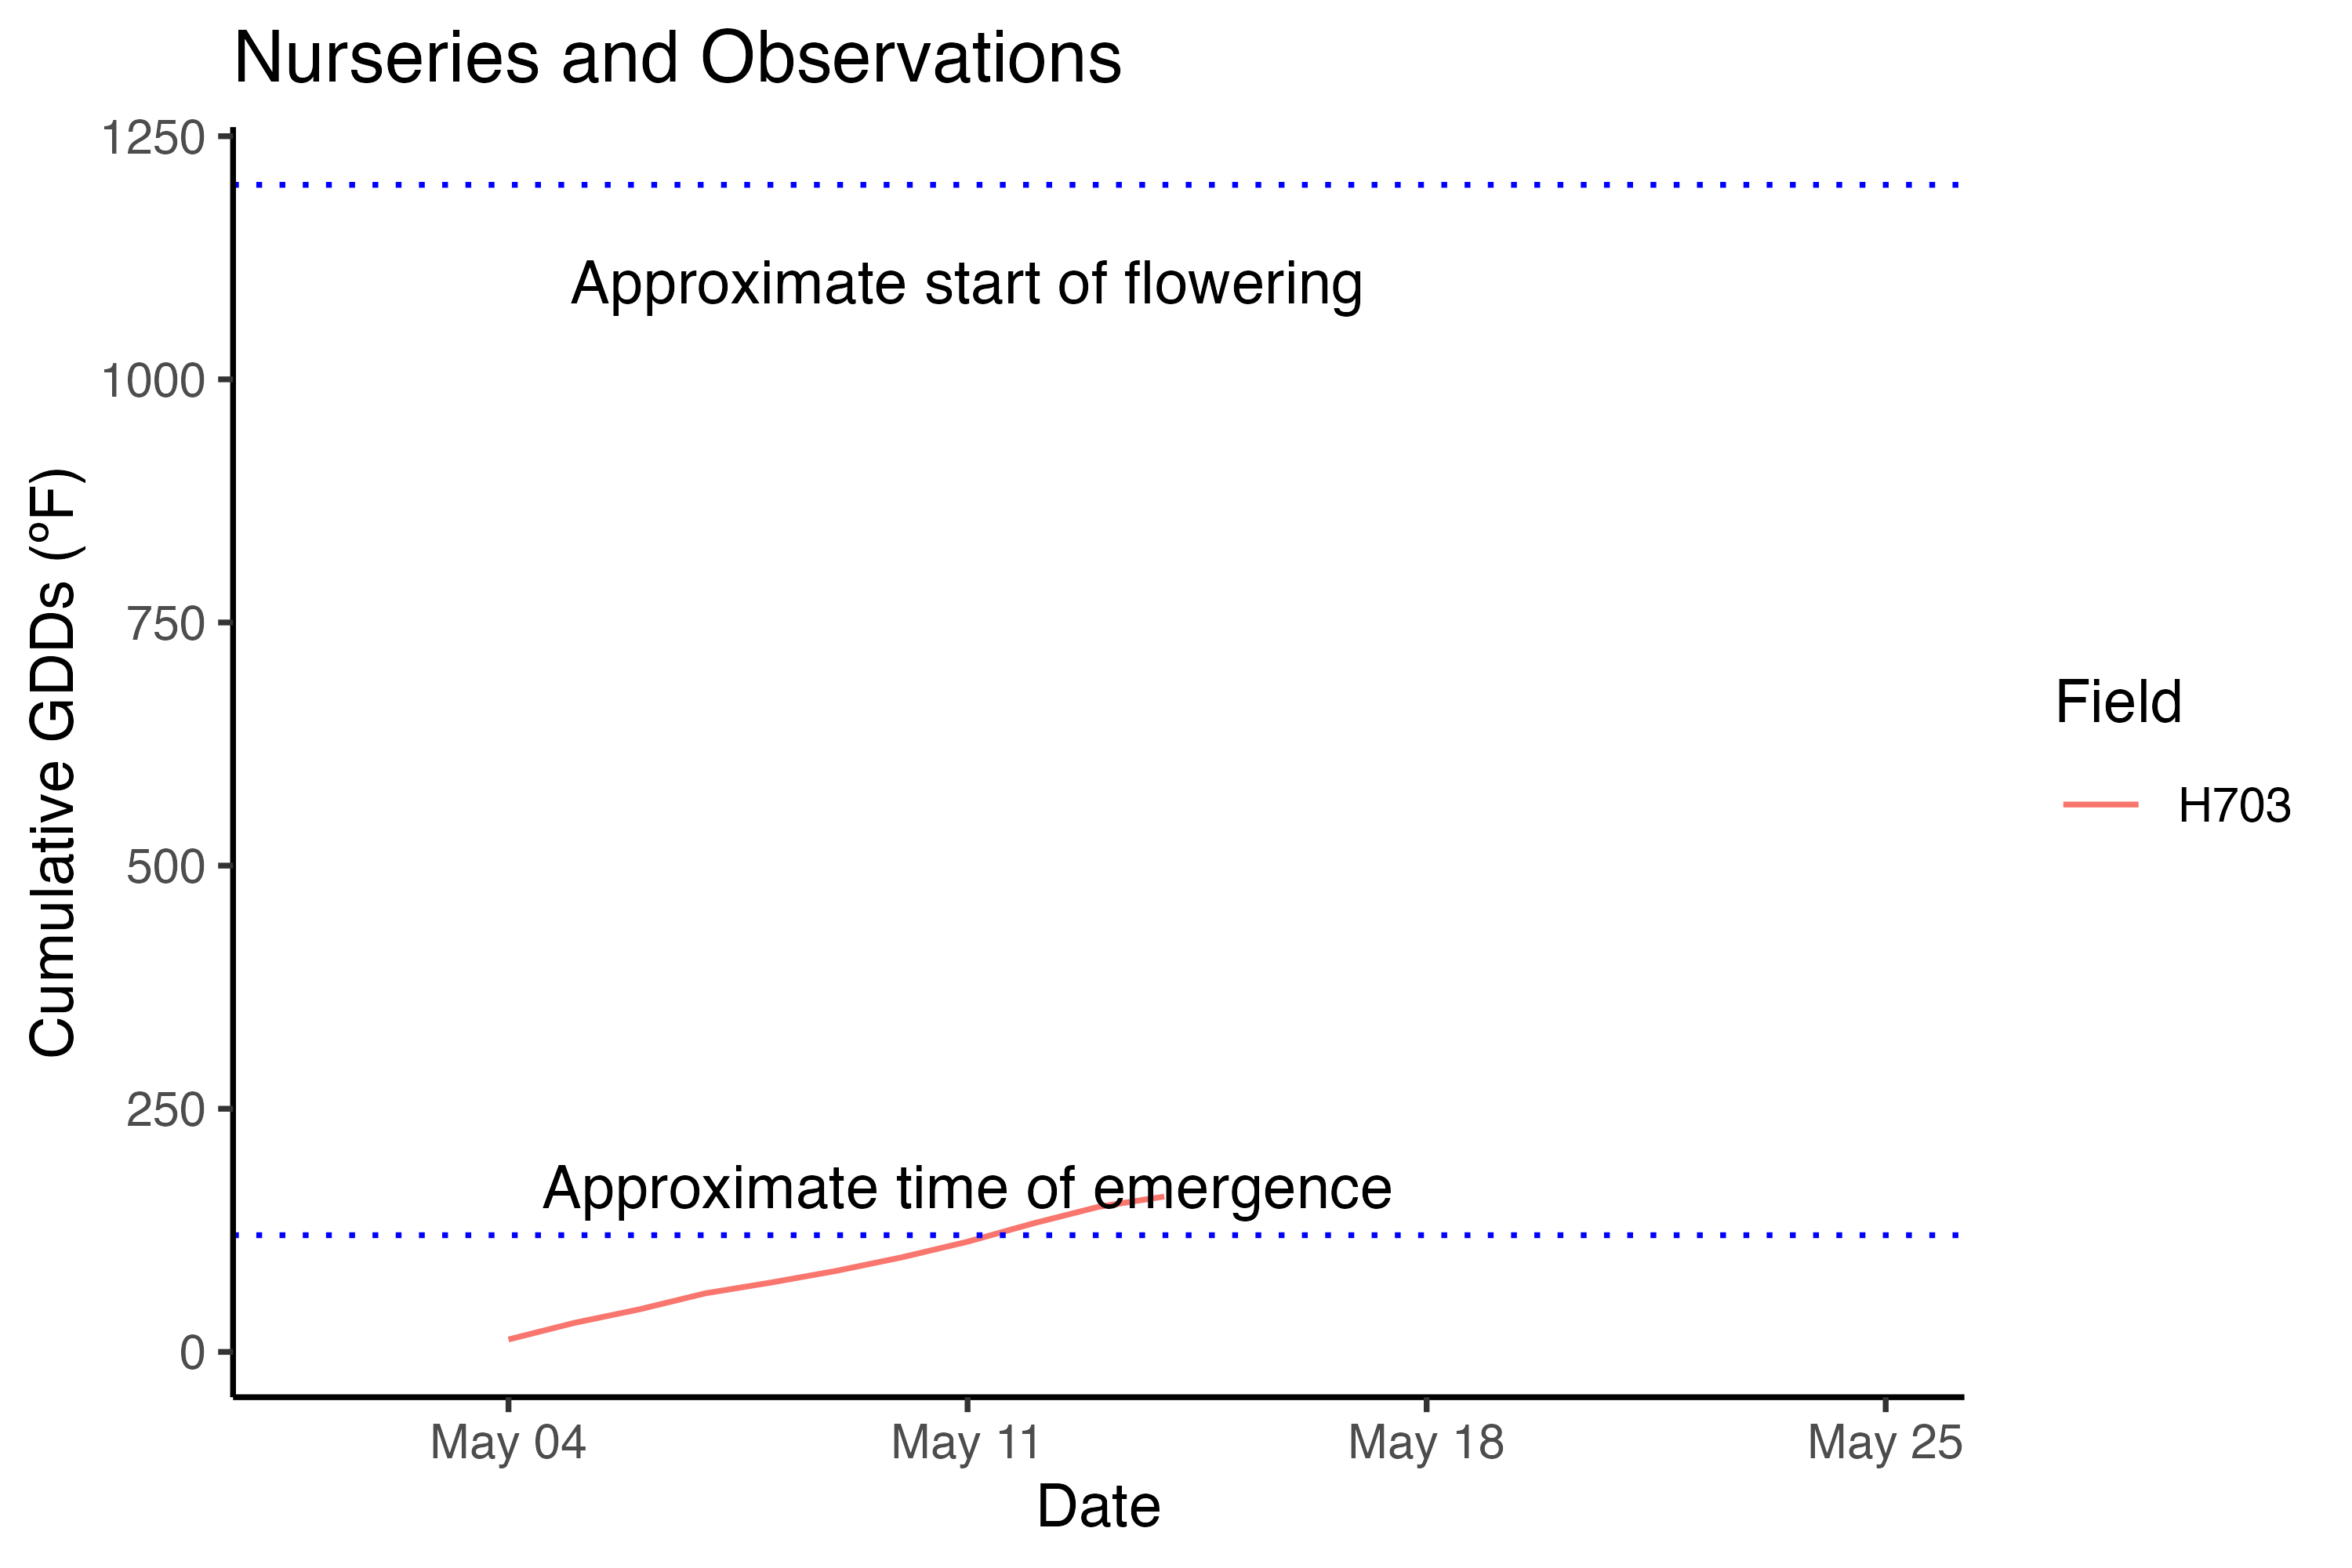 Nurseries and Observations
1250
1000
750
500
250
0
Cumulative GDDs (ºF)
Approximate start of flowering
Approximate time of emergence
May 04
May 11
May 18
May 25
Date
Field
H703